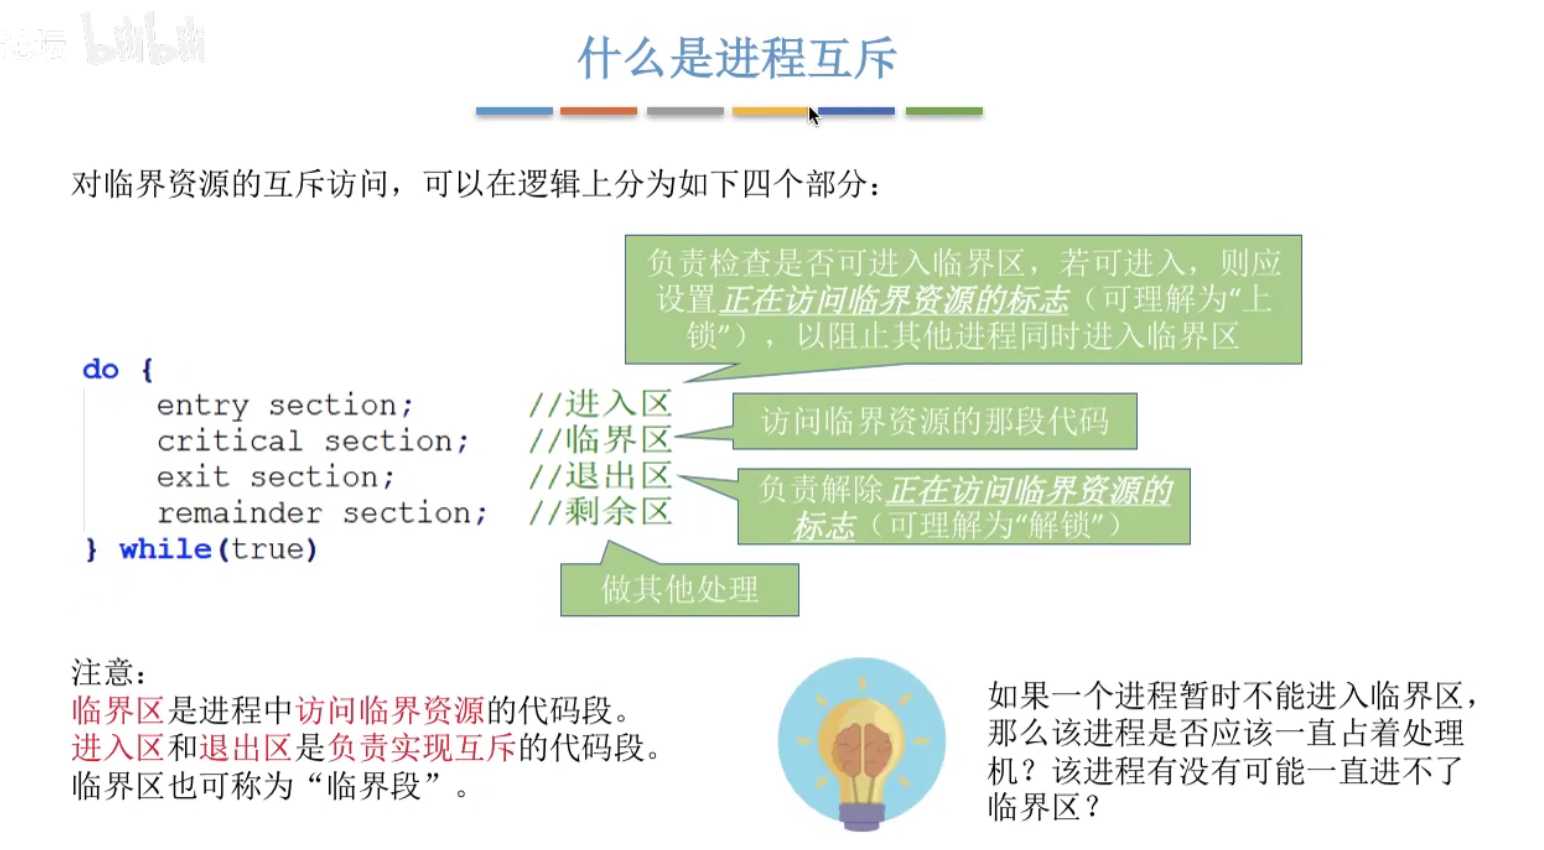 论坛 bilibili
什么是进程互斥
对临界资源的互斥访问，可以在逻辑上分为如下四个部分：
负责检查是否可进入临界区，若可进入，则应
设置正在访问临界资源的标志（可理解为“上
锁”），以阻止其他进程同时进入临界区
do {
entry section; //进入区
critical section; //临界区
exit section; //退出区
remainder section; //剩余区
} while(true)
访问临界资源的那段代码
负责解除正在访问临界资源的
标志（可理解为“解锁”）
做其他处理
注意：
临界区是进程中访问临界资源的代码段。
进入区和退出区是负责实现互斥的代码段。
临界区也可称为“临界段”。
如果一个进程暂时不能进入临界区，
那么该进程是否应该一直占着处理
机？该进程有没有可能一直进不了
临界区？